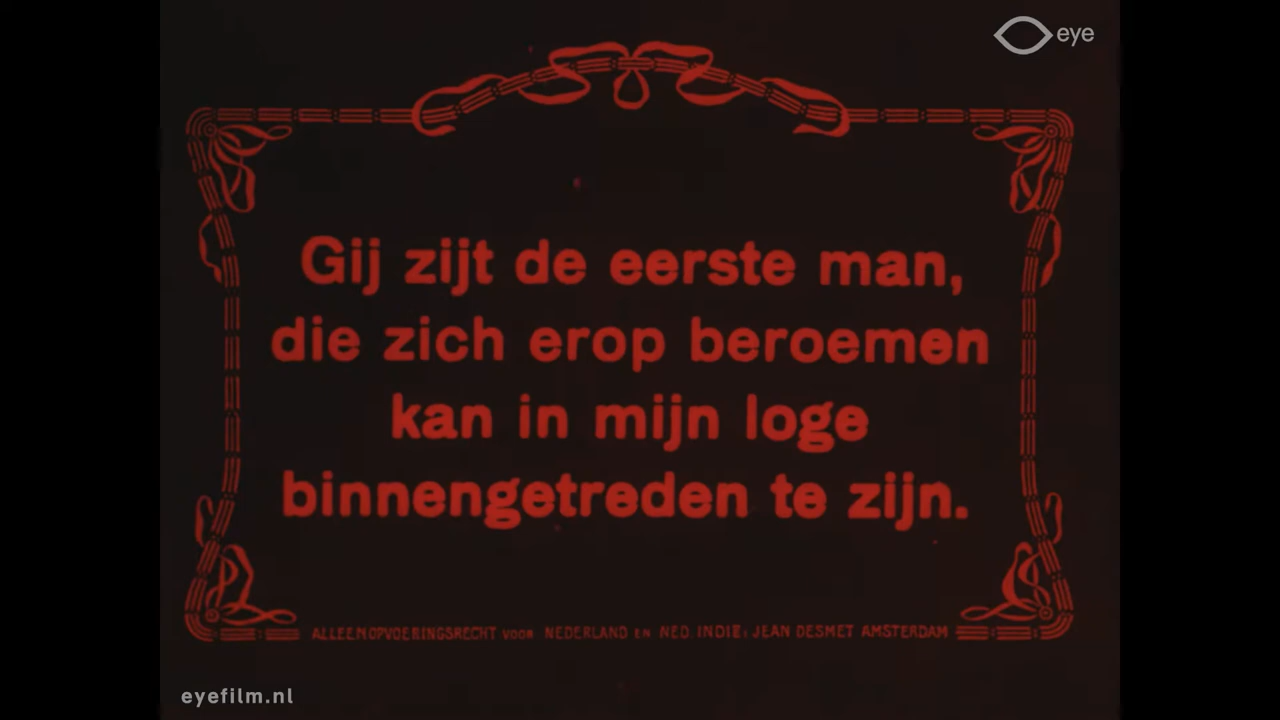 eye
Gij zijt de eerste man,
die zich erop beroemen
kan in mijn loge
binnengetreden te zijn.
ALLEENOPVOERINGSRECHT VOOR NEDERLAND EN NED. INDIË: JEAN DESMET AMSTERDAM
eyefilm.nl